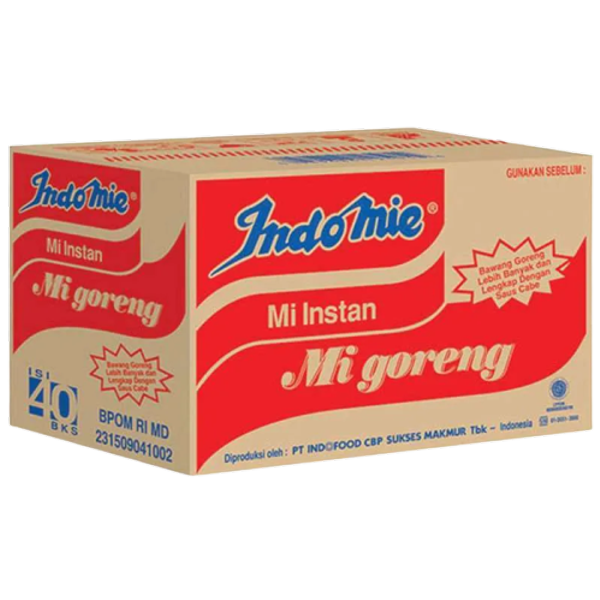 IndoMie®
Mi Instan
Mi goreng
ISI
40
BKS
Bawang Goreng
Lebih Banyak dan
Lengkap Dengan
Saus Cabe
BPOM RI MD
231509041002
GUNAKAN SEBELUM :
IndoMie®
Mi Instan
Mi goreng
Bawang Goreng
Lebih Banyak dan
Lengkap Dengan
Saus Cabe
Diproduksi oleh : PT INDOFOOD CBP SUKSES MAKMUR Tbk – Indonesia